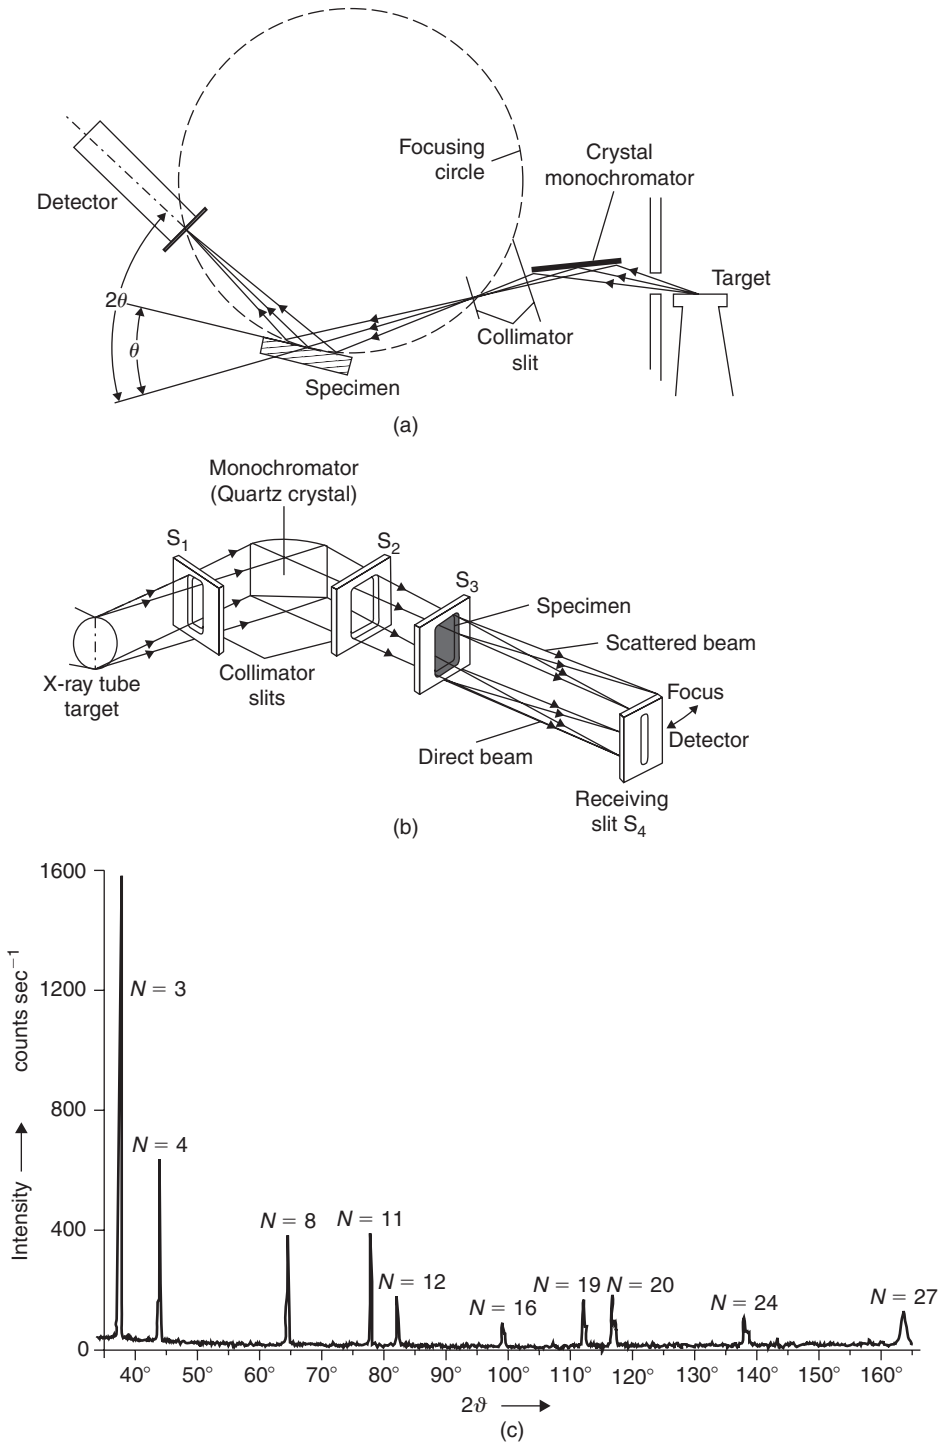 Focusing
circle
Crystal
monochromator
Detector
Target
2θ
θ
Collimator
slit
Specimen
(a)
Monochromator
(Quartz crystal)
S1
S2
S3
Specimen
Scattered beam
Collimator
slits
X-ray tube
target
Focus
Detector
Direct beam
Receiving
slit S4
(b)
1600
1200
800
400
0
Intensity → counts sec−1
N = 3
N = 4
N = 8
N = 11
N = 12
N = 16
N = 19
N = 20
N = 24
N = 27
40° 50° 60° 70° 80° 90° 100° 110° 120° 130° 140° 150° 160°
2ϑ →
(c)